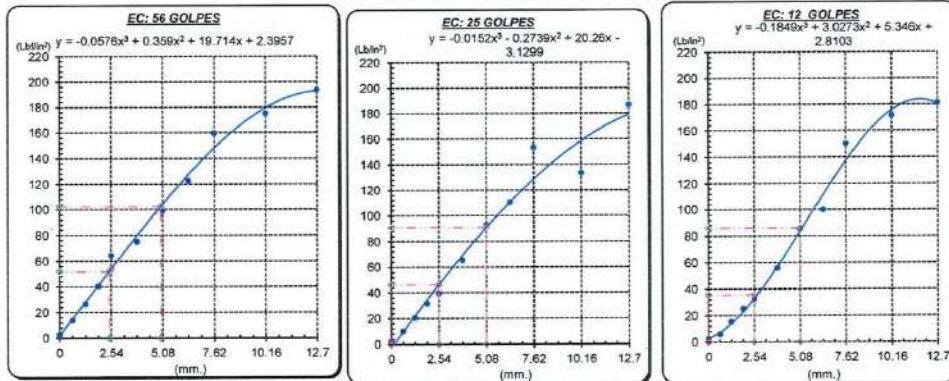 EC: 56 GOLPES
(Lbf/in²) y = -0.0576x³ + 0.359x² + 19.714x + 2.3957
220
200
180
160
140
120
100
80
60
40
20
0
0 2.54 5.08 7.62 10.16 12.7
(mm.)
EC: 25 GOLPES
y = -0.0152x³ - 0.2739x² + 20.26x -
(Lb/in²) 3.1299
220
200
180
160
140
120
100
80
60
40
20
0
0 2.54 5.08 7.62 10.16 12.7
(mm.)
EC: 12 GOLPES
y = -0.1849x³ + 3.0273x² + 5.346x +
(Lb/in²) 2.8103
220
200
180
160
140
120
100
80
60
40
20
0
0 2.54 5.08 7.62 10.16 12.7
(mm.)